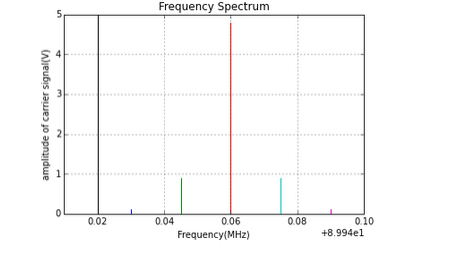 Frequency Spectrum
5
4
3
2
1
0
amplitude of carrier signal(V)
0.02 0.04 0.06 0.08 0.10
Frequency(MHz)
+8.994e1